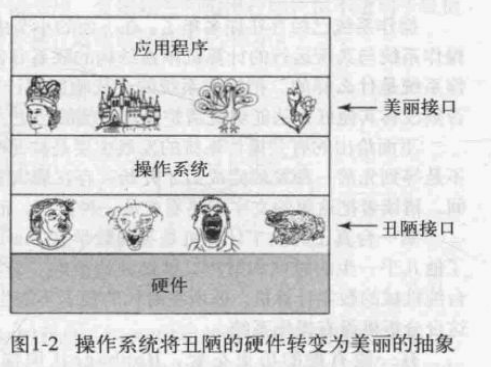 应用程序
美丽接口
操作系统
丑陋接口
硬件
图1-2 操作系统将丑陋的硬件转变为美丽的抽象